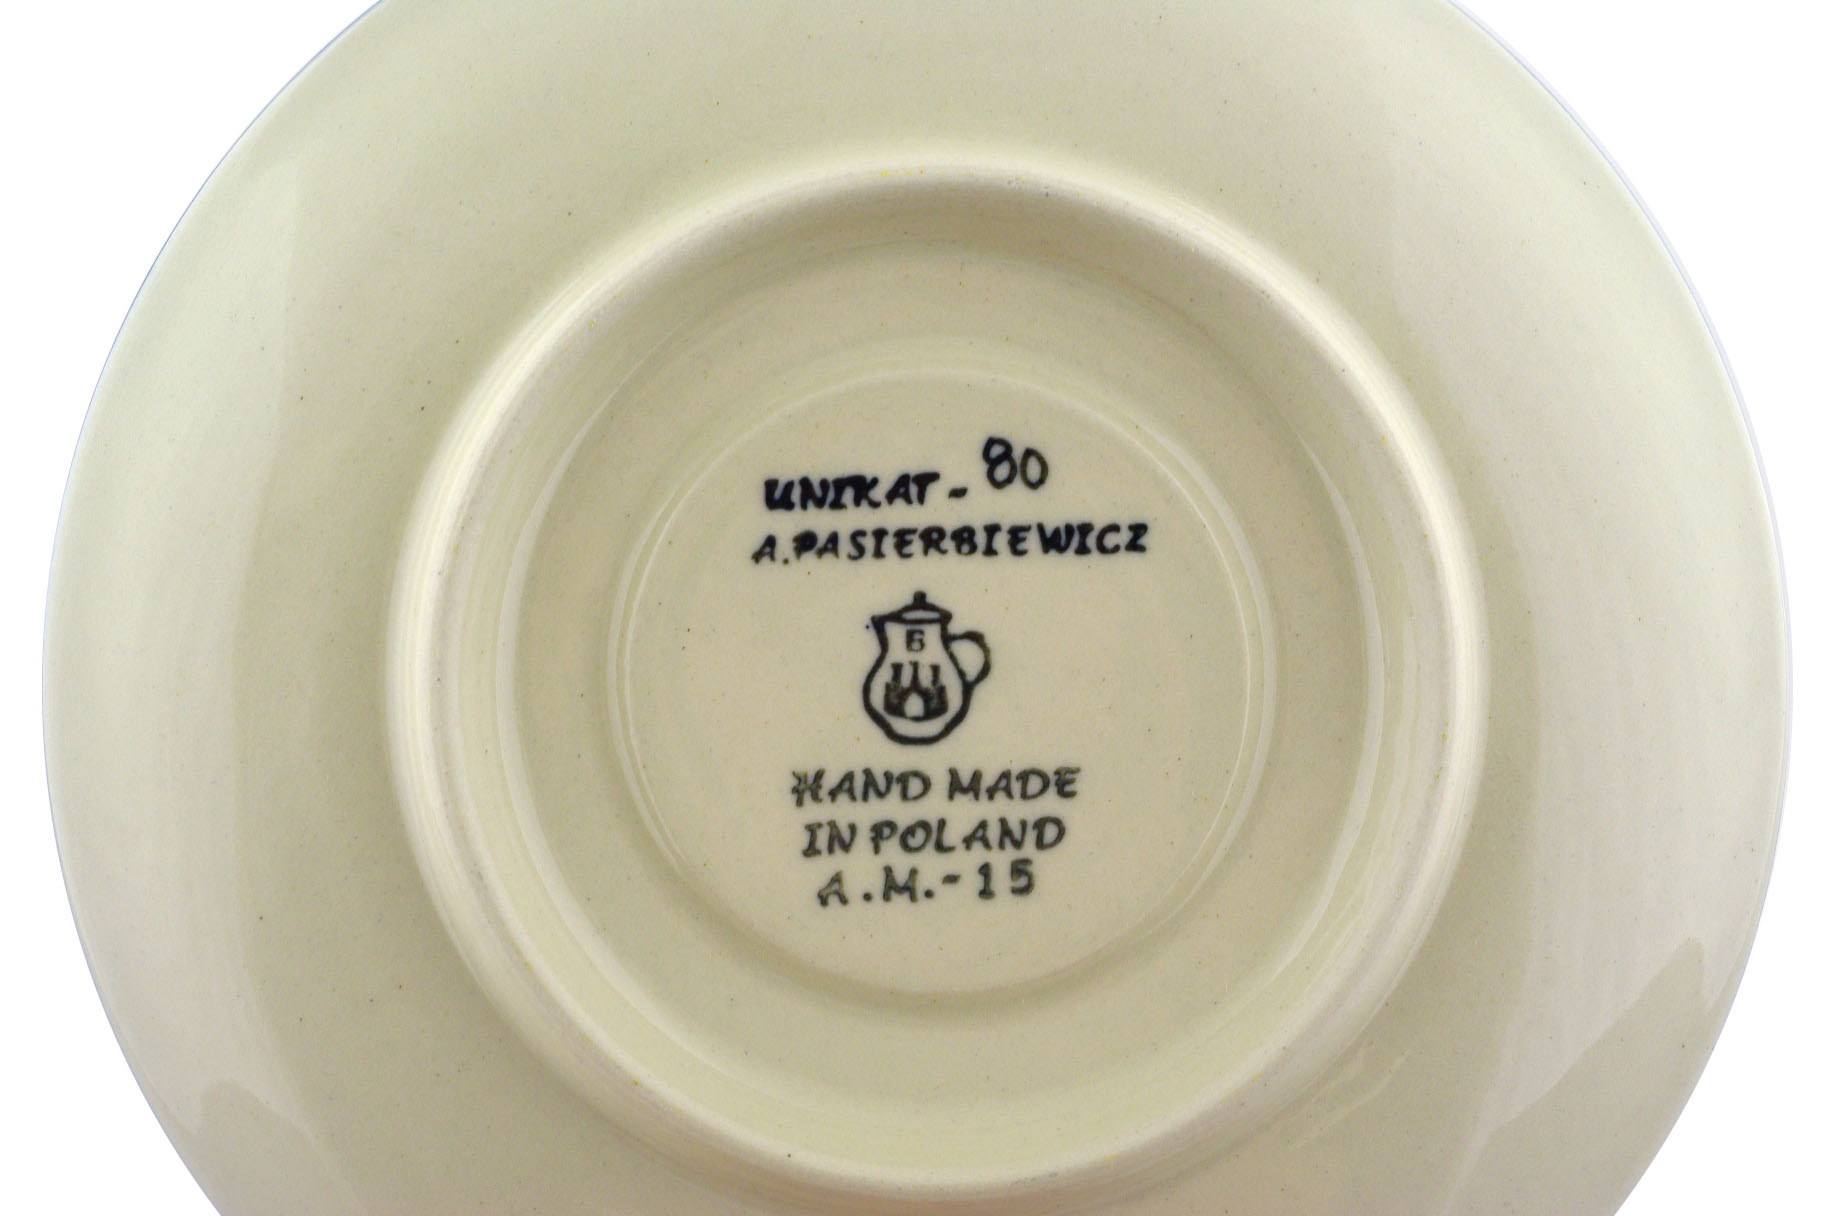 UNIKAT - 80
A. PASIERBIEWICZ
B
HAND MADE
IN POLAND
A.M.-15